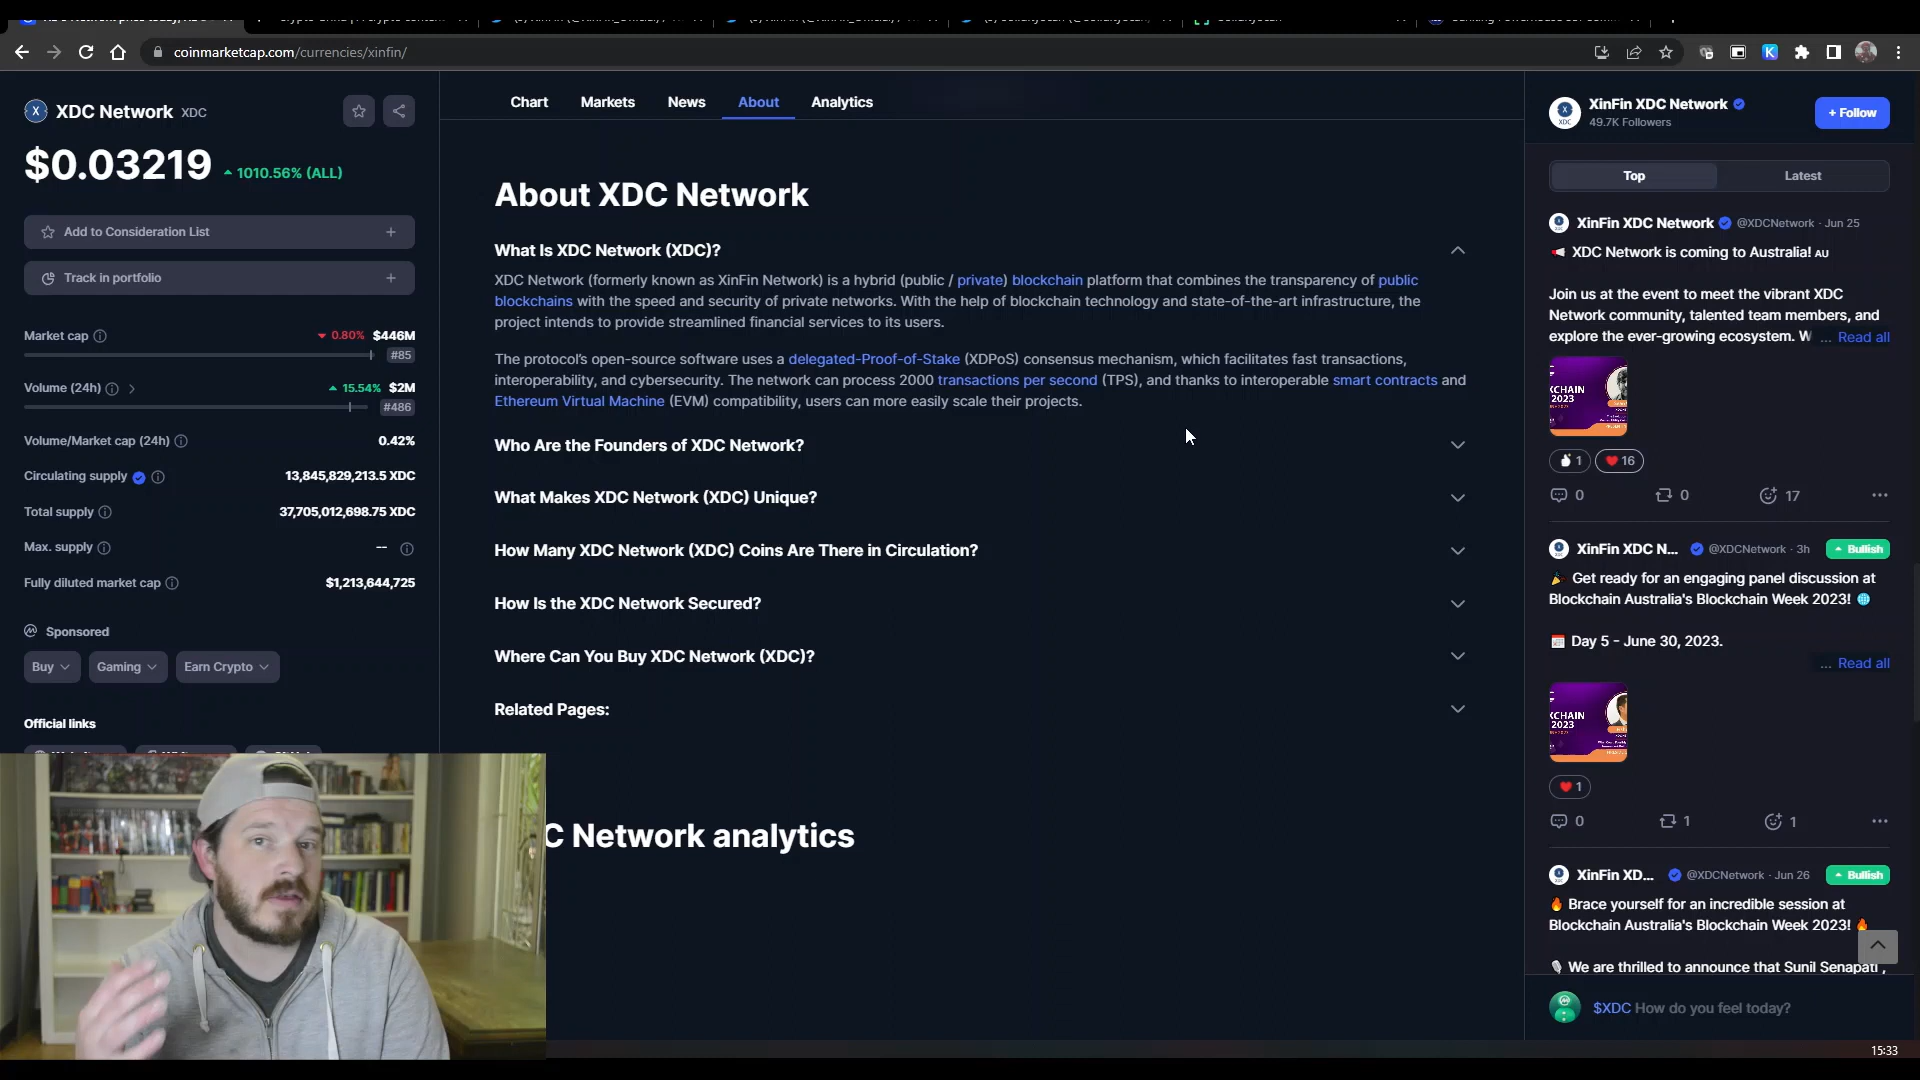 coinmarketcap.com/currencies/xinfin/
XDC Network XDC
$0.03219 1010.56% (ALL)
Add to Consideration List
Track in portfolio
Market cap 0.80% $446M
#85
Volume (24h) 15.54% $2M
#486
Volume/Market cap (24h) 0.42%
Circulating supply 13,845,829,213.5 XDC
Total supply 37,705,012,698.75 XDC
Max. supply --
Fully diluted market cap $1,213,644,725
Sponsored
Buy Gaming Earn Crypto
Official links
Chart Markets News About Analytics
About XDC Network
What Is XDC Network (XDC)?
XDC Network (formerly known as XinFin Network) is a hybrid (public / private) blockchain platform that combines the transparency of public
blockchains with the speed and security of private networks. With the help of blockchain technology and state-of-the-art infrastructure, the
project intends to provide streamlined financial services to its users.
The protocol's open-source software uses a delegated-Proof-of-Stake (XDPoS) consensus mechanism, which facilitates fast transactions,
interoperability, and cybersecurity. The network can process 2000 transactions per second (TPS), and thanks to interoperable smart contracts and
Ethereum Virtual Machine (EVM) compatibility, users can more easily scale their projects.
Who Are the Founders of XDC Network?
What Makes XDC Network (XDC) Unique?
How Many XDC Network (XDC) Coins Are There in Circulation?
How Is the XDC Network Secured?
Where Can You Buy XDC Network (XDC)?
Related Pages:
C Network analytics
XinFin XDC Network
49.7K Followers
+ Follow
Top Latest
XinFin XDC Network @XDCNetwork · Jun 25
📢 XDC Network is coming to Australia! AU
Join us at the event to meet the vibrant XDC
Network community, talented team members, and
explore the ever-growing ecosystem. W ... Read all
KCHAIN
2023
1 16
0 0 17 ...
XinFin XDC N... @XDCNetwork · 3h Bullish
🎉 Get ready for an engaging panel discussion at
Blockchain Australia's Blockchain Week 2023! 🌐
📅 Day 5 - June 30, 2023.
... Read all
KCHAIN
2023
1
0 1 1 ...
XinFin XD... @XDCNetwork · Jun 26 Bullish
🔥 Brace yourself for an incredible session at
Blockchain Australia's Blockchain Week 2023! 🔥
🎙 We are thrilled to announce that Sunil Senapati ,
$XDC How do you feel today?
15:33